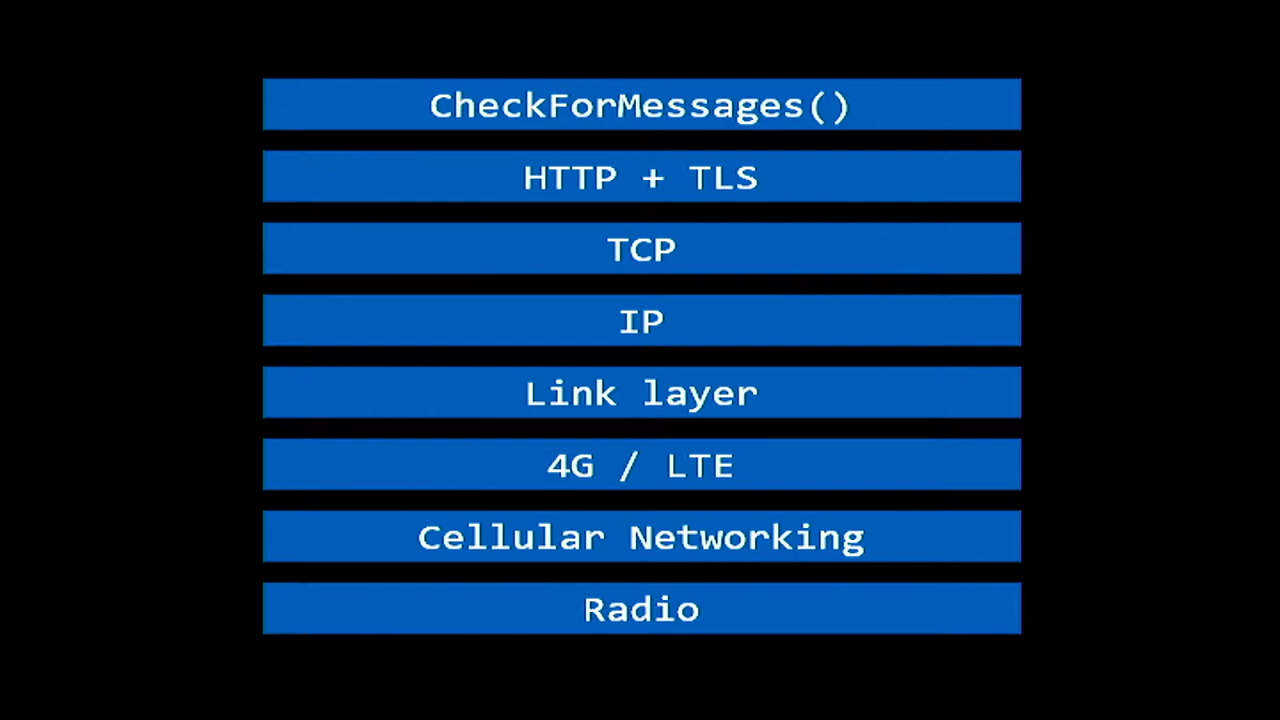 CheckForMessages()
HTTP + TLS
TCP
IP
Link layer
4G / LTE
Cellular Networking
Radio